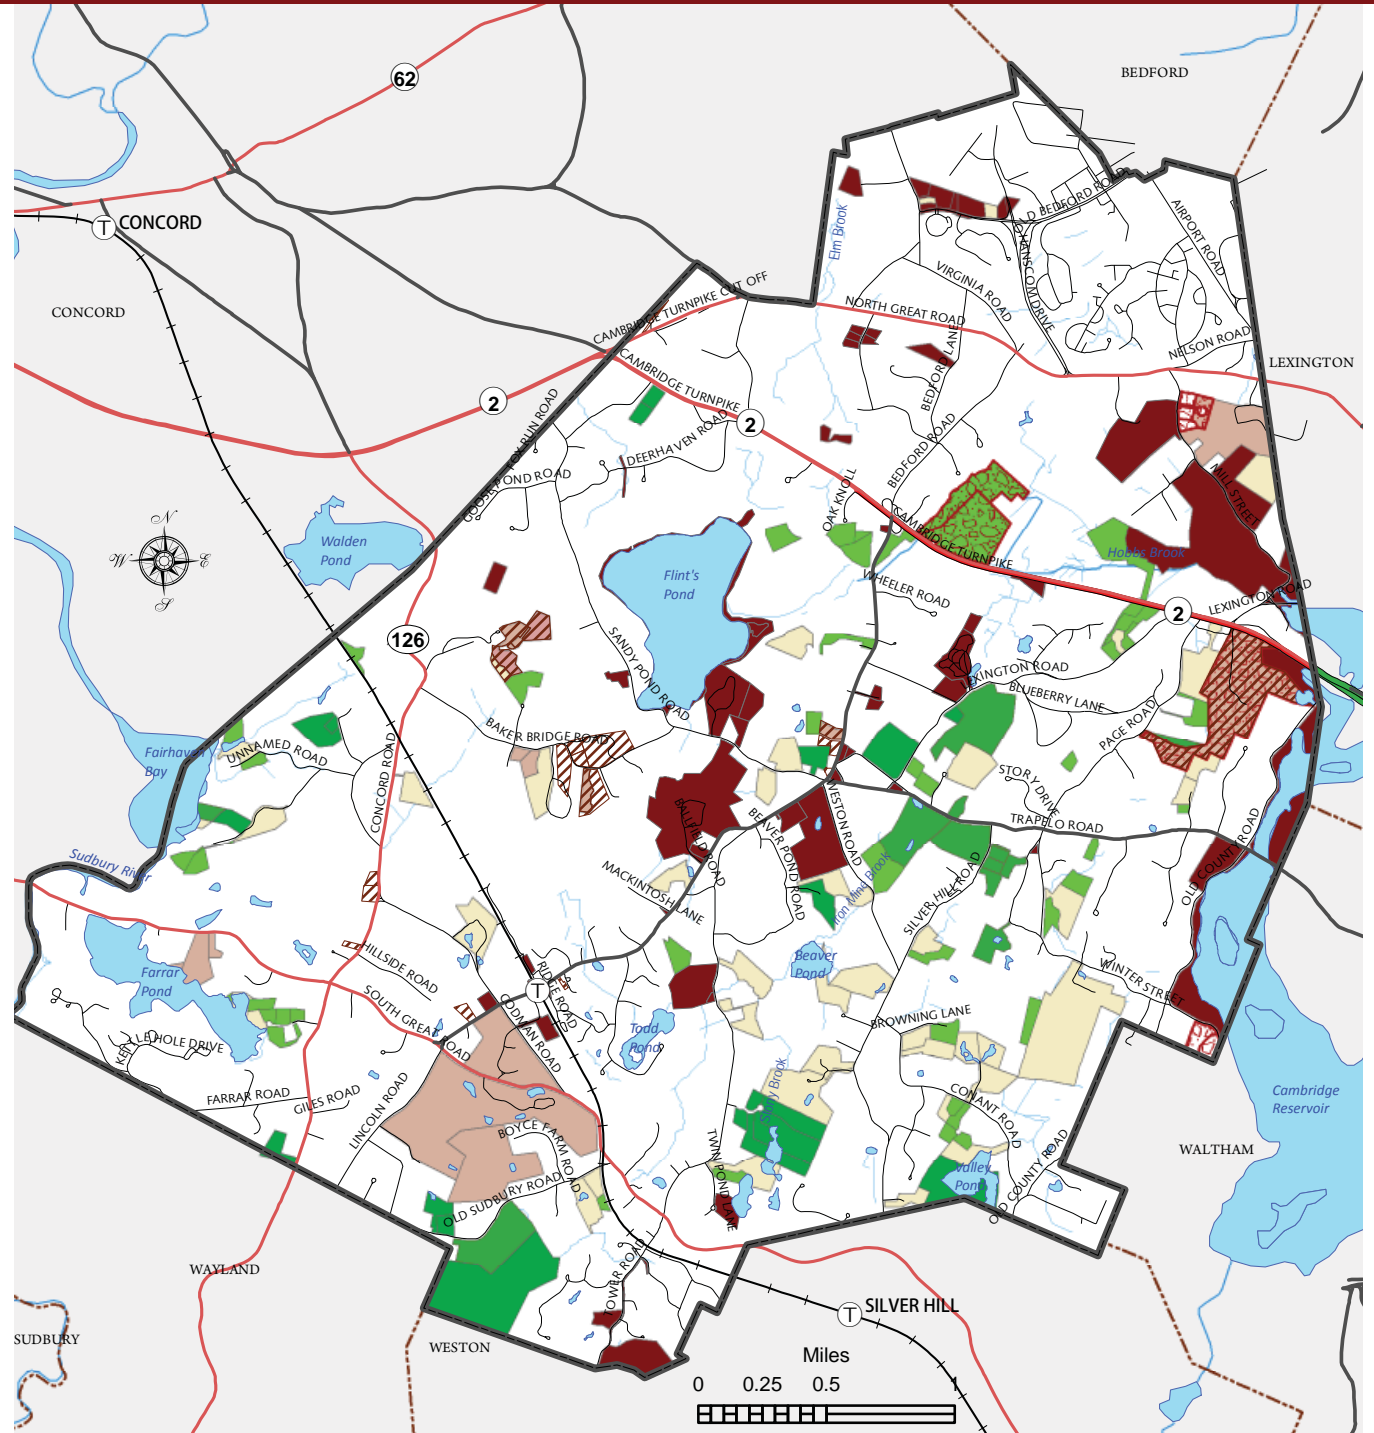 BEDFORD
62
OLD BEDFORD ROAD
AIRPORT ROAD
T CONCORD
Elm Brook
HANSCOM DRIVE
VIRGINIA ROAD
CAMBRIDGE TURNPIKE CUT OFF
CONCORD
NORTH GREAT ROAD
NELSON ROAD
LEXINGTON
CAMBRIDGE TURNPIKE
BEDFORD LANE
2
2
FOX RUN ROAD
DEERHAVEN ROAD
BEDFORD ROAD
GOOSE POND ROAD
MILL STREET
OAK KNOLL
N
W E
S
Walden
Pond
CAMBRIDGE TURNPIKE
Hobbs Brook
Flint's
Pond
WHEELER ROAD
LEXINGTON ROAD
2
126
SANDY POND ROAD
LEXINGTON ROAD
BLUEBERRY LANE
PAGE ROAD
BAKER BRIDGE ROAD
Fairhaven
Bay
UNNAMED ROAD
CONCORD ROAD
STORY DRIVE
WESTON ROAD
BALLFIELD ROAD
BEAVER POND ROAD
TRAPELO ROAD
OLD COUNTY ROAD
Sudbury River
MACKINTOSH LANE
Iron Mine Brook
SILVER HILL ROAD
HILLSIDE ROAD
Beaver
Pond
WINTER STREET
Farrar
Pond
T
RIDGE ROAD
SOUTH GREAT ROAD
CODMAN ROAD
BROWNING LANE
Todd
Pond
KETTLE HOLE DRIVE
Stony Brook
FARRAR ROAD
GILES ROAD
LINCOLN ROAD
CONANT ROAD
Cambridge
Reservoir
BOYCE FARM ROAD
TWIN POND LANE
WALTHAM
Valley
Pond
OLD COUNTY ROAD
OLD SUDBURY ROAD
WAYLAND
TOWER ROAD
T SILVER HILL
SUDBURY
WESTON
Miles
0 0.25 0.5 1